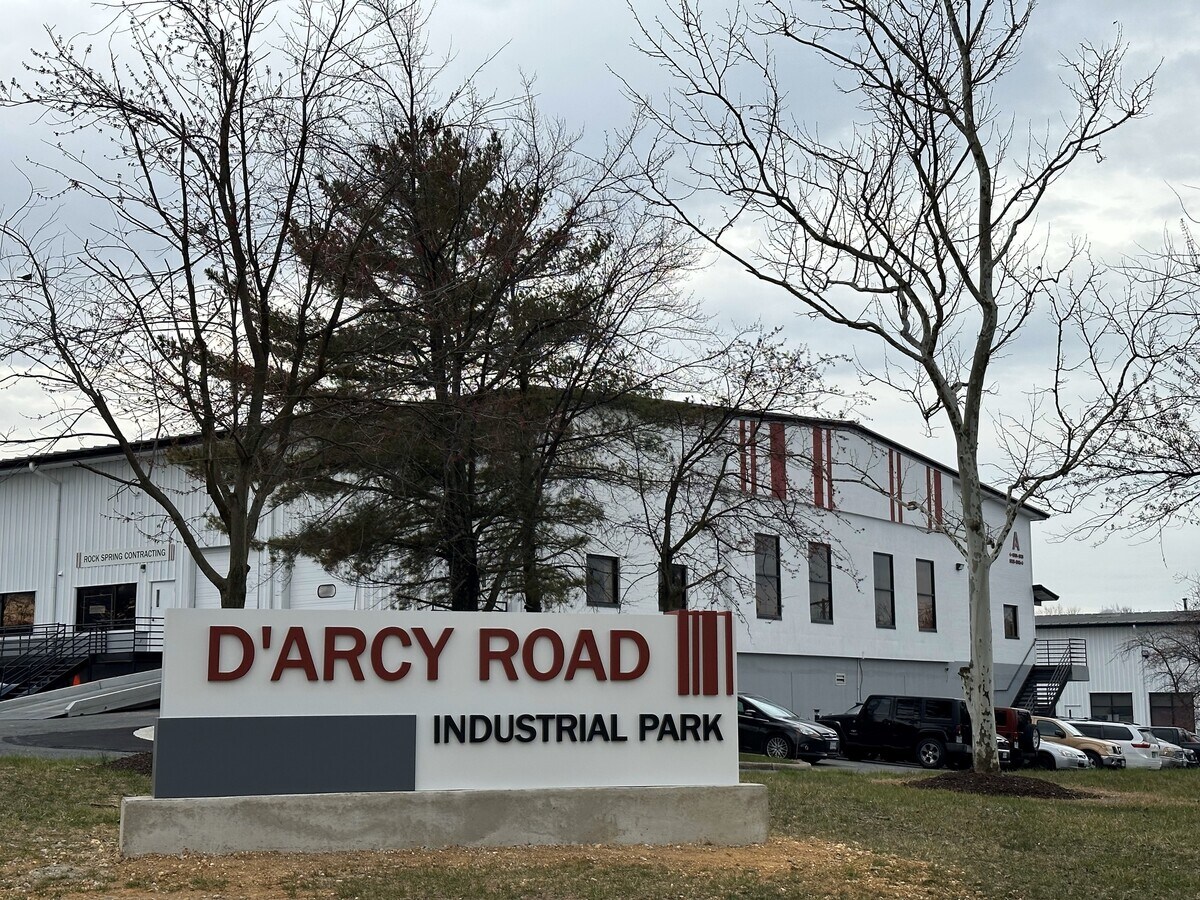 ROCK SPRING CONTRACTING
A
D'ARCY ROAD
INDUSTRIAL PARK